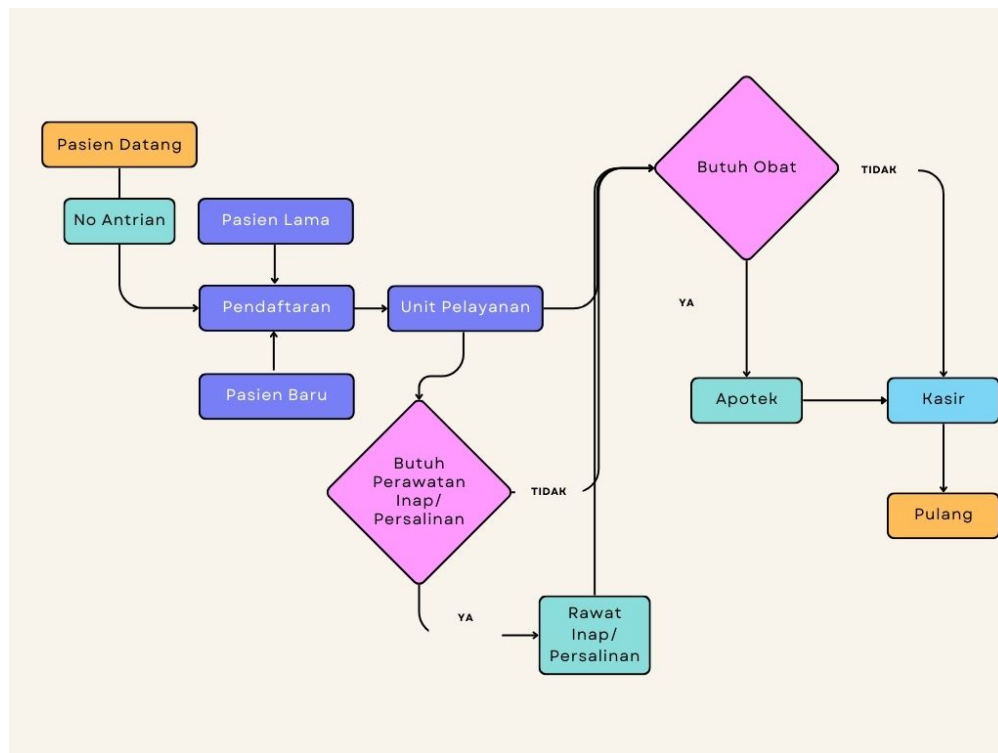 Pasien Datang
No Antrian
Pasien Lama
Pendaftaran
Unit Pelayanan
Pasien Baru
Butuh
Perawatan
Inap/
Persalinan
TIDAK
YA
Rawat
Inap/
Persalinan
Butuh Obat
TIDAK
YA
Apotek
Kasir
Pulang